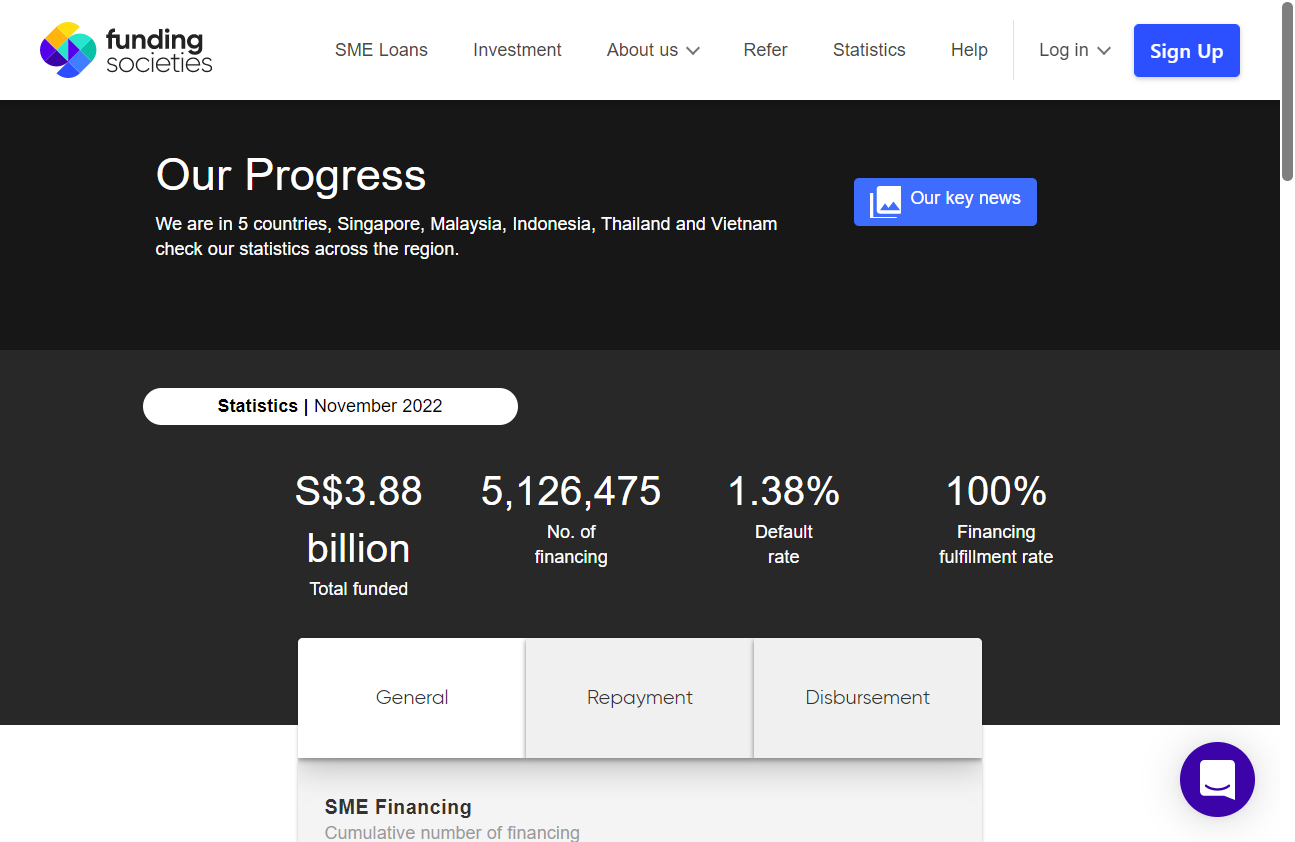 funding
societies
SME Loans
Investment
About us
Refer
Statistics
Help
Log in
Sign Up
Our Progress
We are in 5 countries, Singapore, Malaysia, Indonesia, Thailand and Vietnam
check our statistics across the region.
Our key news
Statistics | November 2022
S$3.88
billion
Total funded
5,126,475
No. of
financing
1.38%
Default
rate
100%
Financing
fulfillment rate
General
Repayment
Disbursement
SME Financing
Cumulative number of financing